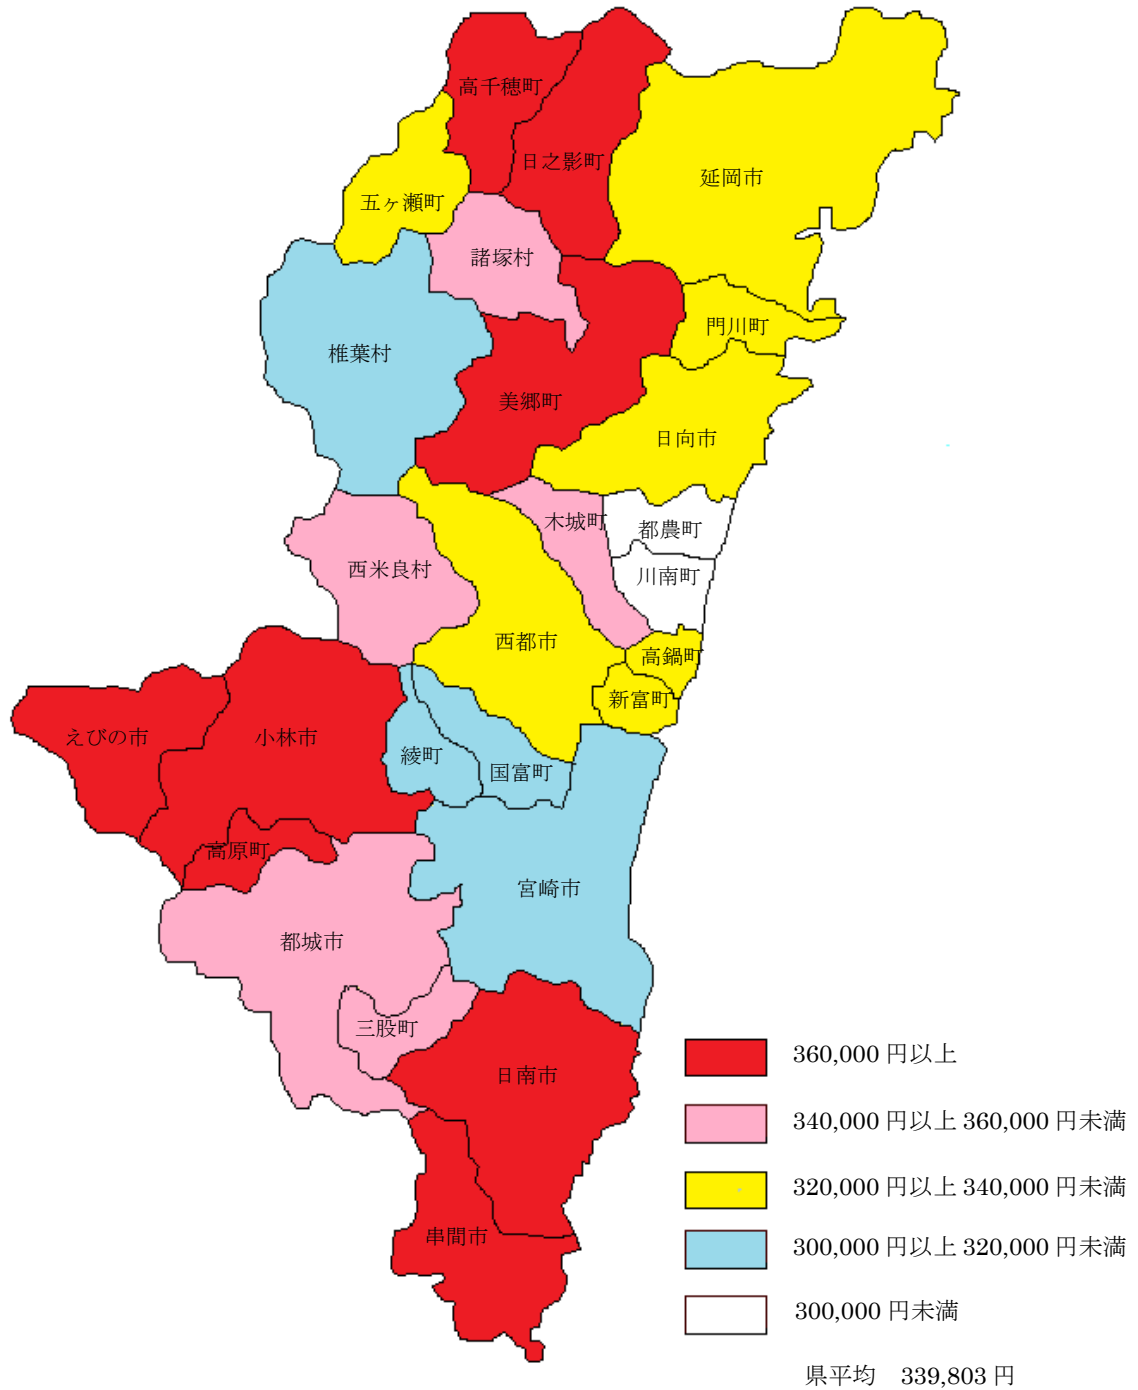 高千穂町
日之影町
延岡市
五ヶ瀬町
諸塚村
門川町
椎葉村
美郷町
日向市
木城町
都農町
西米良村
川南町
西都市
高鍋町
新富町
えびの市
小林市
綾町
国富町
高原町
宮崎市
都城市
三股町
日南市
串間市
360,000 円以上
340,000 円以上 360,000 円未満
320,000 円以上 340,000 円未満
300,000 円以上 320,000 円未満
300,000 円未満
県平均　339,803 円